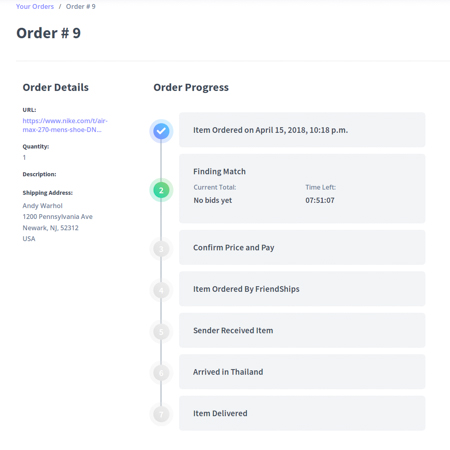 Your Orders / Order # 9
Order # 9
Order Details
URL:
https://www.nike.com/t/air-
max-270-mens-shoe-DN...
Quantity:
1
Description:
Shipping Address:
Andy Warhol
1200 Pennsylvania Ave
Newark, NJ, 52312
USA
Order Progress
Item Ordered on April 15, 2018, 10:18 p.m.
2
Finding Match
Current Total:
No bids yet
Time Left:
07:51:07
3
Confirm Price and Pay
4
Item Ordered By FriendShips
5
Sender Received Item
6
Arrived in Thailand
7
Item Delivered